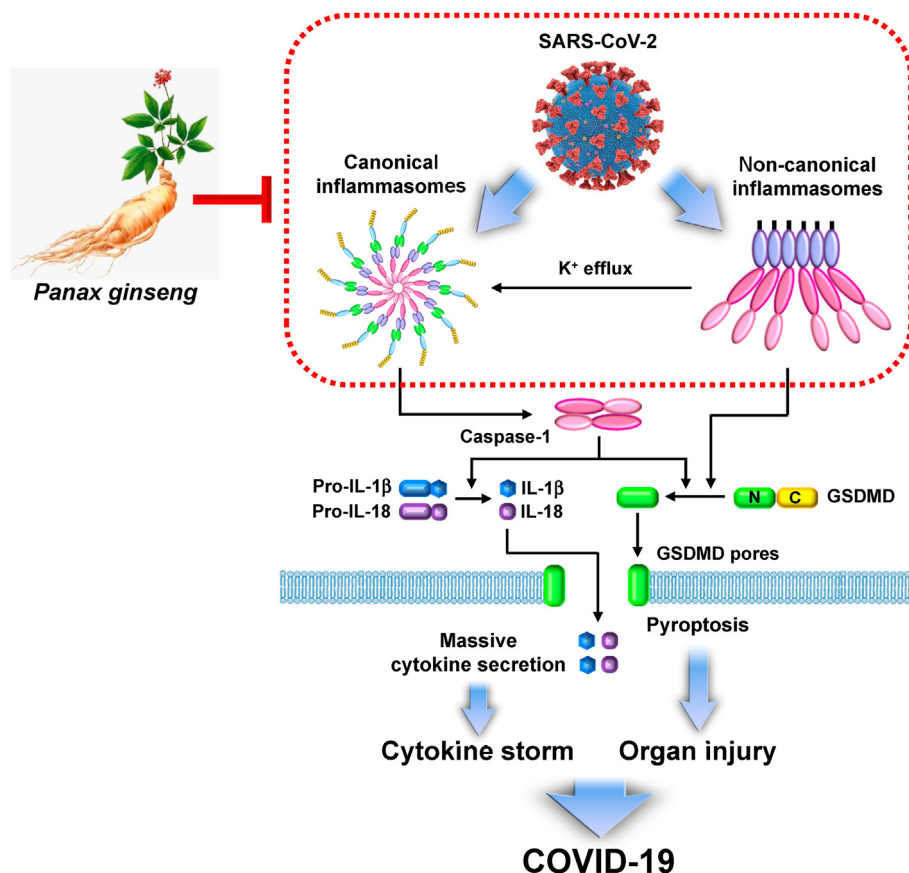 SARS-CoV-2
Canonical
inflammasomes
Non-canonical
inflammasomes
Panax ginseng
K⁺ efflux
Caspase-1
Pro-IL-1β
IL-1β
Pro-IL-18
IL-18
N
C
GSDMD
GSDMD pores
Pyroptosis
Massive
cytokine secretion
Cytokine storm
Organ injury
COVID-19